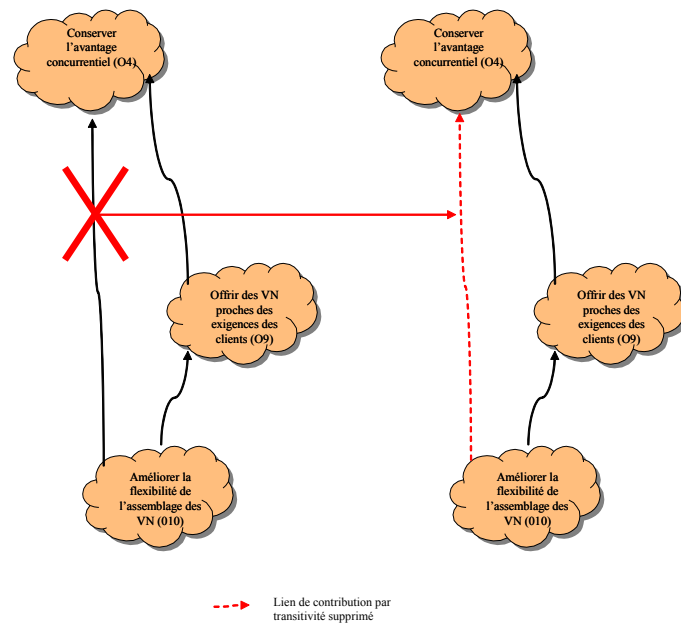 Conserver
l'avantage
concurrentiel (O4)
Conserver
l'avantage
concurrentiel (O4)
Offrir des VN
proches des
exigences des
clients (O9)
Offrir des VN
proches des
exigences des
clients (O9)
Améliorer la
flexibilité de
l'assemblage des
VN (010)
Améliorer la
flexibilité de
l'assemblage des
VN (010)
Lien de contribution par
transitivité supprimé